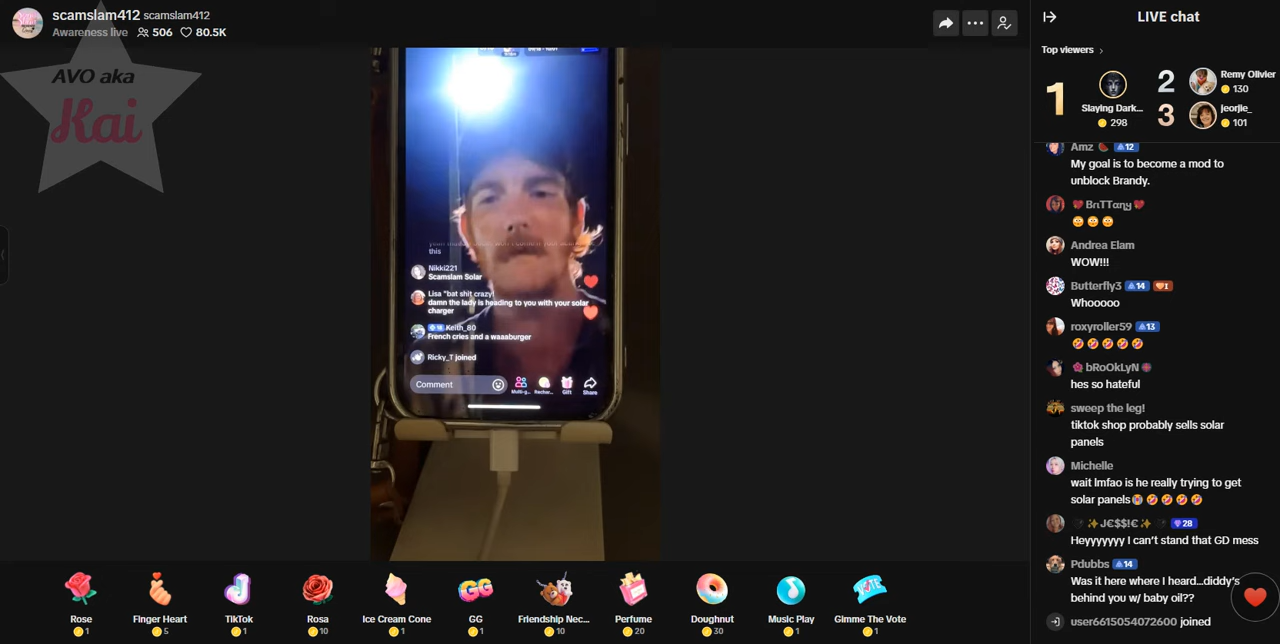 scamslam412 scamslam412
Awareness live 506 80.5K
AVO aka
Kai
this
Nikki221
Scamslam Solar
Lisa "bat shit crazy!
damn the lady is heading to you with your solar
charger
18 Keith_80
French cries and a waaaburger
Ricky_T joined
Comment
Multi-g... Rechar... Gift Share
Rose
1
Finger Heart
5
TikTok
1
Rosa
10
Ice Cream Cone
1
GG
GG
1
Friendship Nec...
10
Perfume
20
Doughnut
30
Music Play
1
VOTE
Gimme The Vote
1
LIVE chat
Top viewers
1
Slaying Dark...
298
2
Remy Olivier
130
3
jeorjie_
101
Amz 🍉 12
My goal is to become a mod to
unblock Brandy.
💖BɾιTTαɳყ💖
😳😳😳
Andrea Elam
WOW!!!
Butterfly3 14 1
Whooooo
roxyroller59 13
🤣🤣🤣🤣🤣
🌺 bRoOkLyN 🌺
hes so hateful
sweep the leg!
tiktok shop probably sells solar
panels
Michelle
wait lmfao is he really trying to get
solar panels😭🤣🤣🤣🤣
✨J€$$!€✨ 28
Heyyyyyyy I can't stand that GD mess
Pdubbs 14
Was it here where I heard...diddy's
behind you w/ baby oil??
user6615054072600 joined